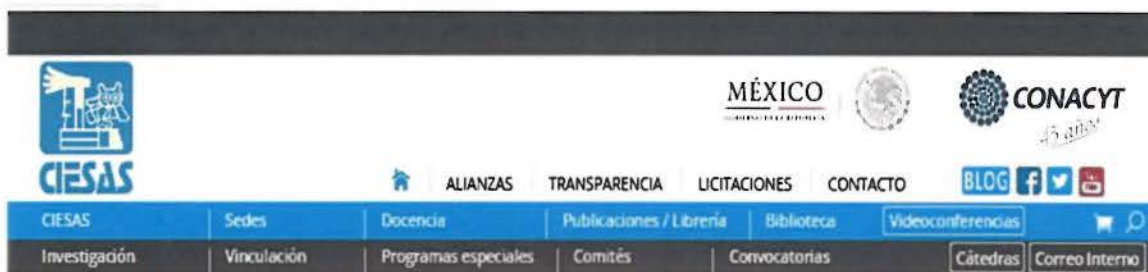 MÉXICO
CONACYT
45 años
CIESAS
ALIANZAS TRANSPARENCIA LICITACIONES CONTACTO BLOG f You
CIESAS Sedes Docencia Publicaciones / Librería Biblioteca Videoconferencias
Investigación Vinculación Programas especiales Comités Convocatorias Cátedras Correo Interno